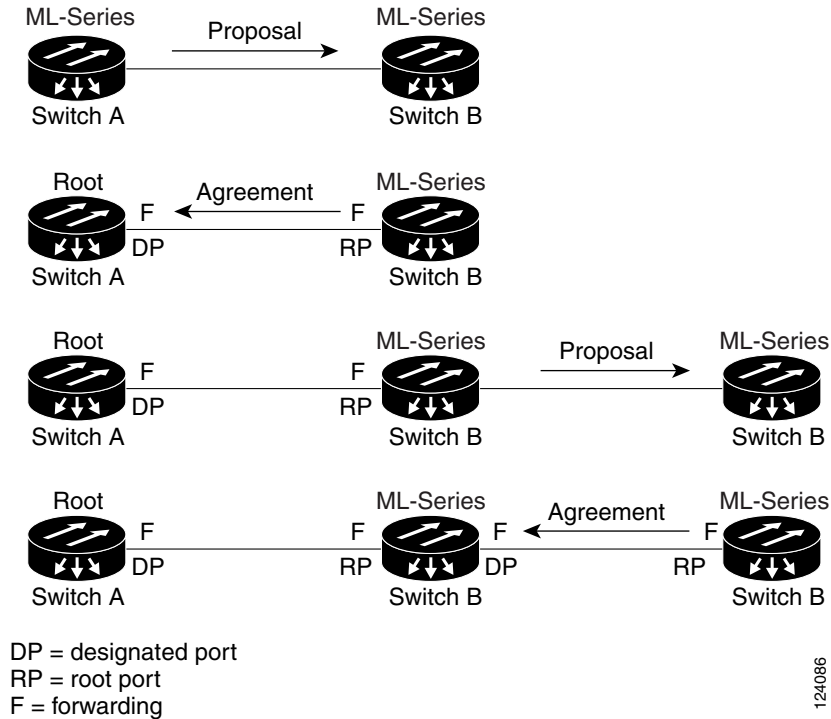 ML-Series
Proposal
ML-Series
Switch A
Switch B
Root
Agreement
ML-Series
F
F
DP
RP
Switch A
Switch B
Root
ML-Series
Proposal
ML-Series
F
F
DP
RP
Switch A
Switch B
Switch B
Root
ML-Series
Agreement
ML-Series
F
F
F
F
DP
RP
DP
RP
Switch A
Switch B
Switch B
DP = designated port
RP = root port
F = forwarding
124086